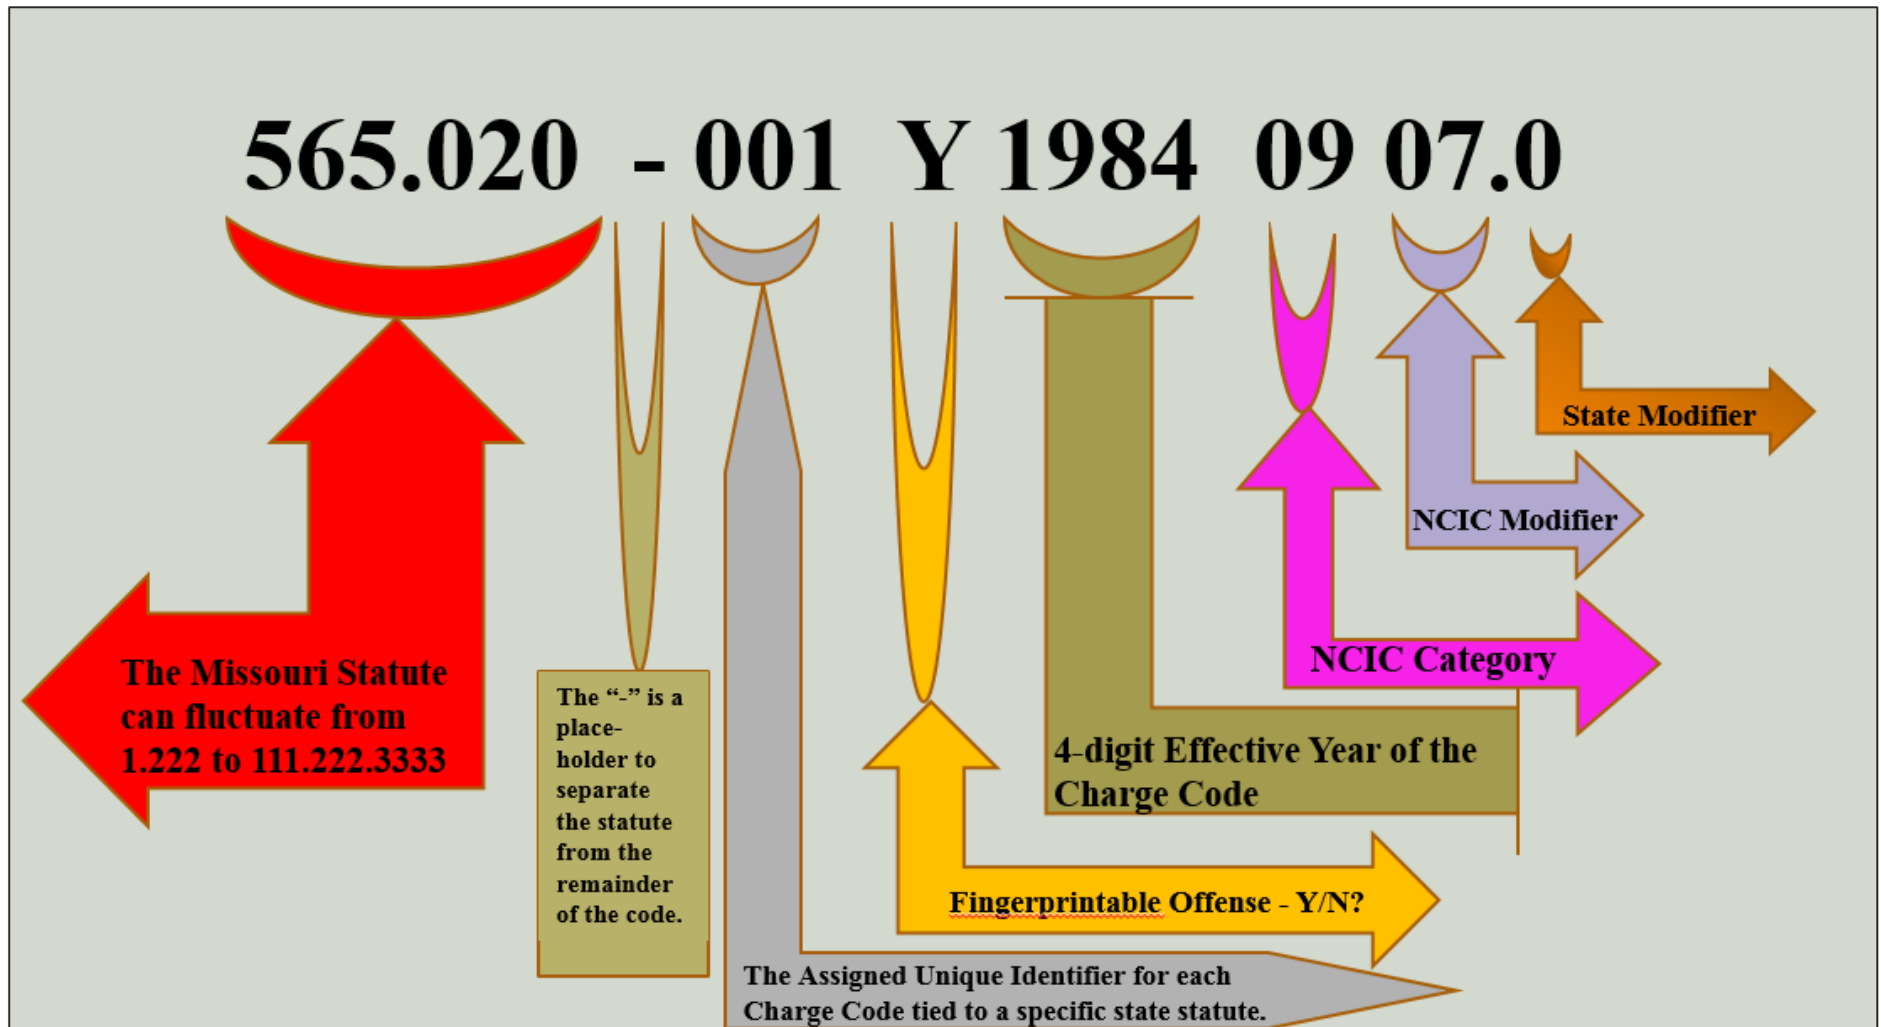 565.020 - 001 Y 1984 09 07.0
State Modifier
NCIC Modifier
NCIC Category
The Missouri Statute
can fluctuate from
1.222 to 111.222.3333
The “-” is a
place-
holder to
separate
the statute
from the
remainder
of the code.
4-digit Effective Year of the
Charge Code
Fingerprintable Offense - Y/N?
The Assigned Unique Identifier for each
Charge Code tied to a specific state statute.